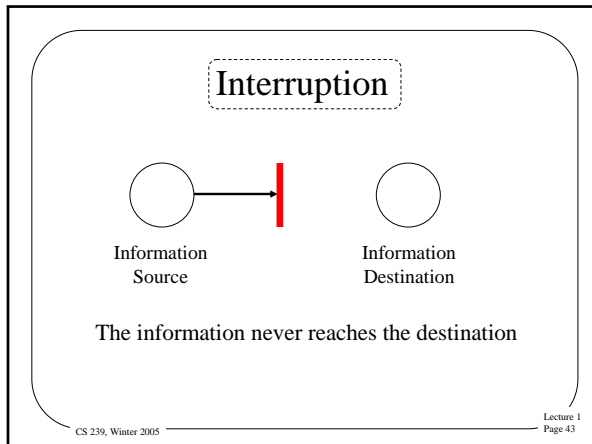 Interruption
Information
Source
Information
Destination
The information never reaches the destination
CS 239, Winter 2005
Lecture 1
Page 43